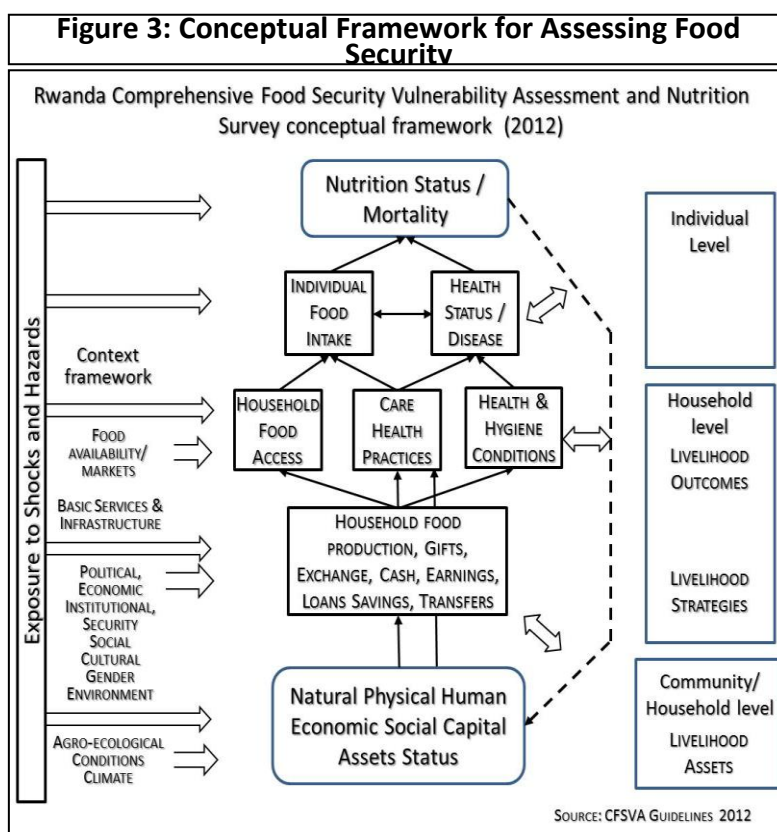 Figure 3: Conceptual Framework for Assessing Food
Security
Rwanda Comprehensive Food Security Vulnerability Assessment and Nutrition
Survey conceptual framework (2012)
Exposure to Shocks and Hazards
Context
framework
FOOD
AVAILABILITY/
MARKETS
BASIC SERVICES &
INFRASTRUCTURE
POLITICAL,
ECONOMIC
INSTITUTIONAL,
SECURITY
SOCIAL
CULTURAL
GENDER
ENVIRONMENT
AGRO-ECOLOGICAL
CONDITIONS
CLIMATE
Nutrition Status /
Mortality
INDIVIDUAL
FOOD
INTAKE
HEALTH
STATUS /
DISEASE
HOUSEHOLD
FOOD
ACCESS
CARE
HEALTH
PRACTICES
HEALTH &
HYGIENE
CONDITIONS
HOUSEHOLD FOOD
PRODUCTION, GIFTS,
EXCHANGE, CASH, EARNINGS,
LOANS SAVINGS, TRANSFERS
Natural Physical Human
Economic Social Capital
Assets Status
Individual
Level
Household
level
LIVELIHOOD
OUTCOMES
LIVELIHOOD
STRATEGIES
Community/
Household level
LIVELIHOOD
ASSETS
SOURCE: CFSVA GUIDELINES 2012